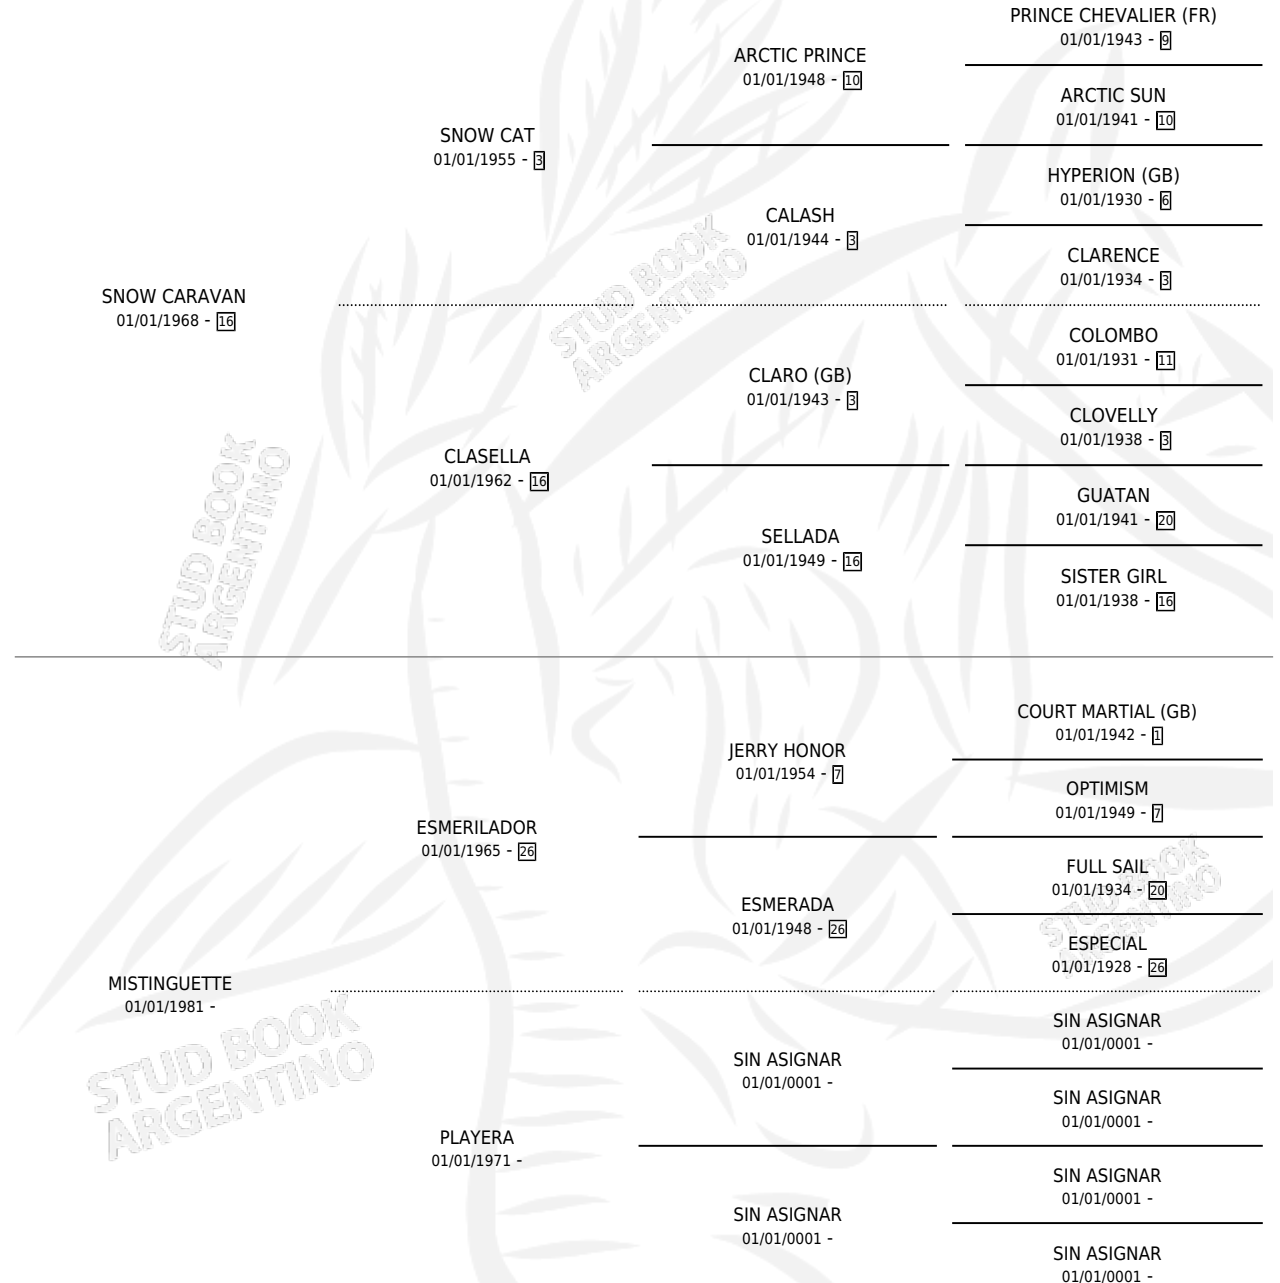 PRINCE CHEVALIER (FR)
01/01/1943 - 9
ARCTIC PRINCE
01/01/1948 - 10
ARCTIC SUN
01/01/1941 - 10
SNOW CAT
01/01/1955 - 3
HYPERION (GB)
01/01/1930 - 6
CALASH
01/01/1944 - 3
CLARENCE
01/01/1934 - 3
SNOW CARAVAN
01/01/1968 - 16
COLOMBO
01/01/1931 - 11
CLARO (GB)
01/01/1943 - 3
CLOVELLY
01/01/1938 - 3
CLASELLA
01/01/1962 - 16
GUATAN
01/01/1941 - 20
SELLADA
01/01/1949 - 16
SISTER GIRL
01/01/1938 - 16
COURT MARTIAL (GB)
01/01/1942 - 1
JERRY HONOR
01/01/1954 - 7
OPTIMISM
01/01/1949 - 7
ESMERILADOR
01/01/1965 - 26
FULL SAIL
01/01/1934 - 20
ESMERADA
01/01/1948 - 26
ESPECIAL
01/01/1928 - 26
MISTINGUETTE
01/01/1981 -
SIN ASIGNAR
01/01/0001 -
SIN ASIGNAR
01/01/0001 -
SIN ASIGNAR
01/01/0001 -
PLAYERA
01/01/1971 -
SIN ASIGNAR
01/01/0001 -
SIN ASIGNAR
01/01/0001 -
SIN ASIGNAR
01/01/0001 -
STUD BOOK
ARGENTINO
STUD BOOK
ARGENTINO
STUD BOOK
ARGENTINO
STUD BOOK
ARGENTINO